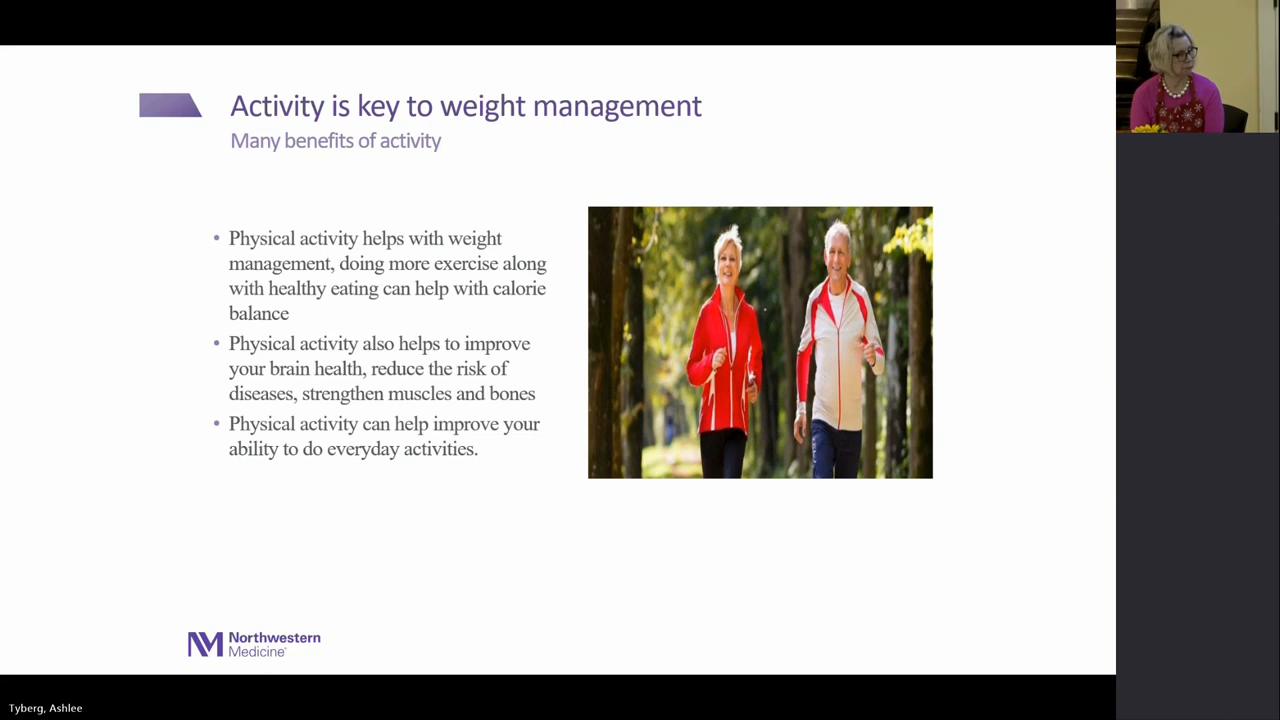 Activity is key to weight management
Many benefits of activity
• Physical activity helps with weight
management, doing more exercise along
with healthy eating can help with calorie
balance
• Physical activity also helps to improve
your brain health, reduce the risk of
diseases, strengthen muscles and bones
• Physical activity can help improve your
ability to do everyday activities.
NM Northwestern
Medicine
Tyberg, Ashlee